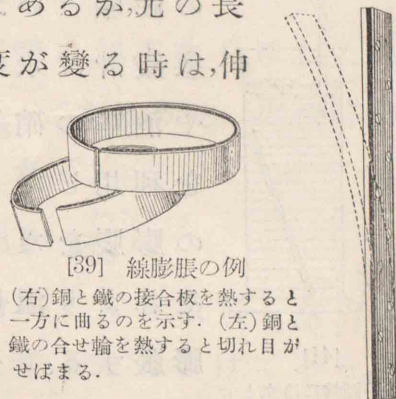 あるが,元の長
度が變る時は,伸
[39] 線膨脹の例
(右)銅と鐵の接合板を熱すると
一方に曲るのを示す. (左)銅と
鐵の合せ輪を熱すると切れ目が
せばまる.